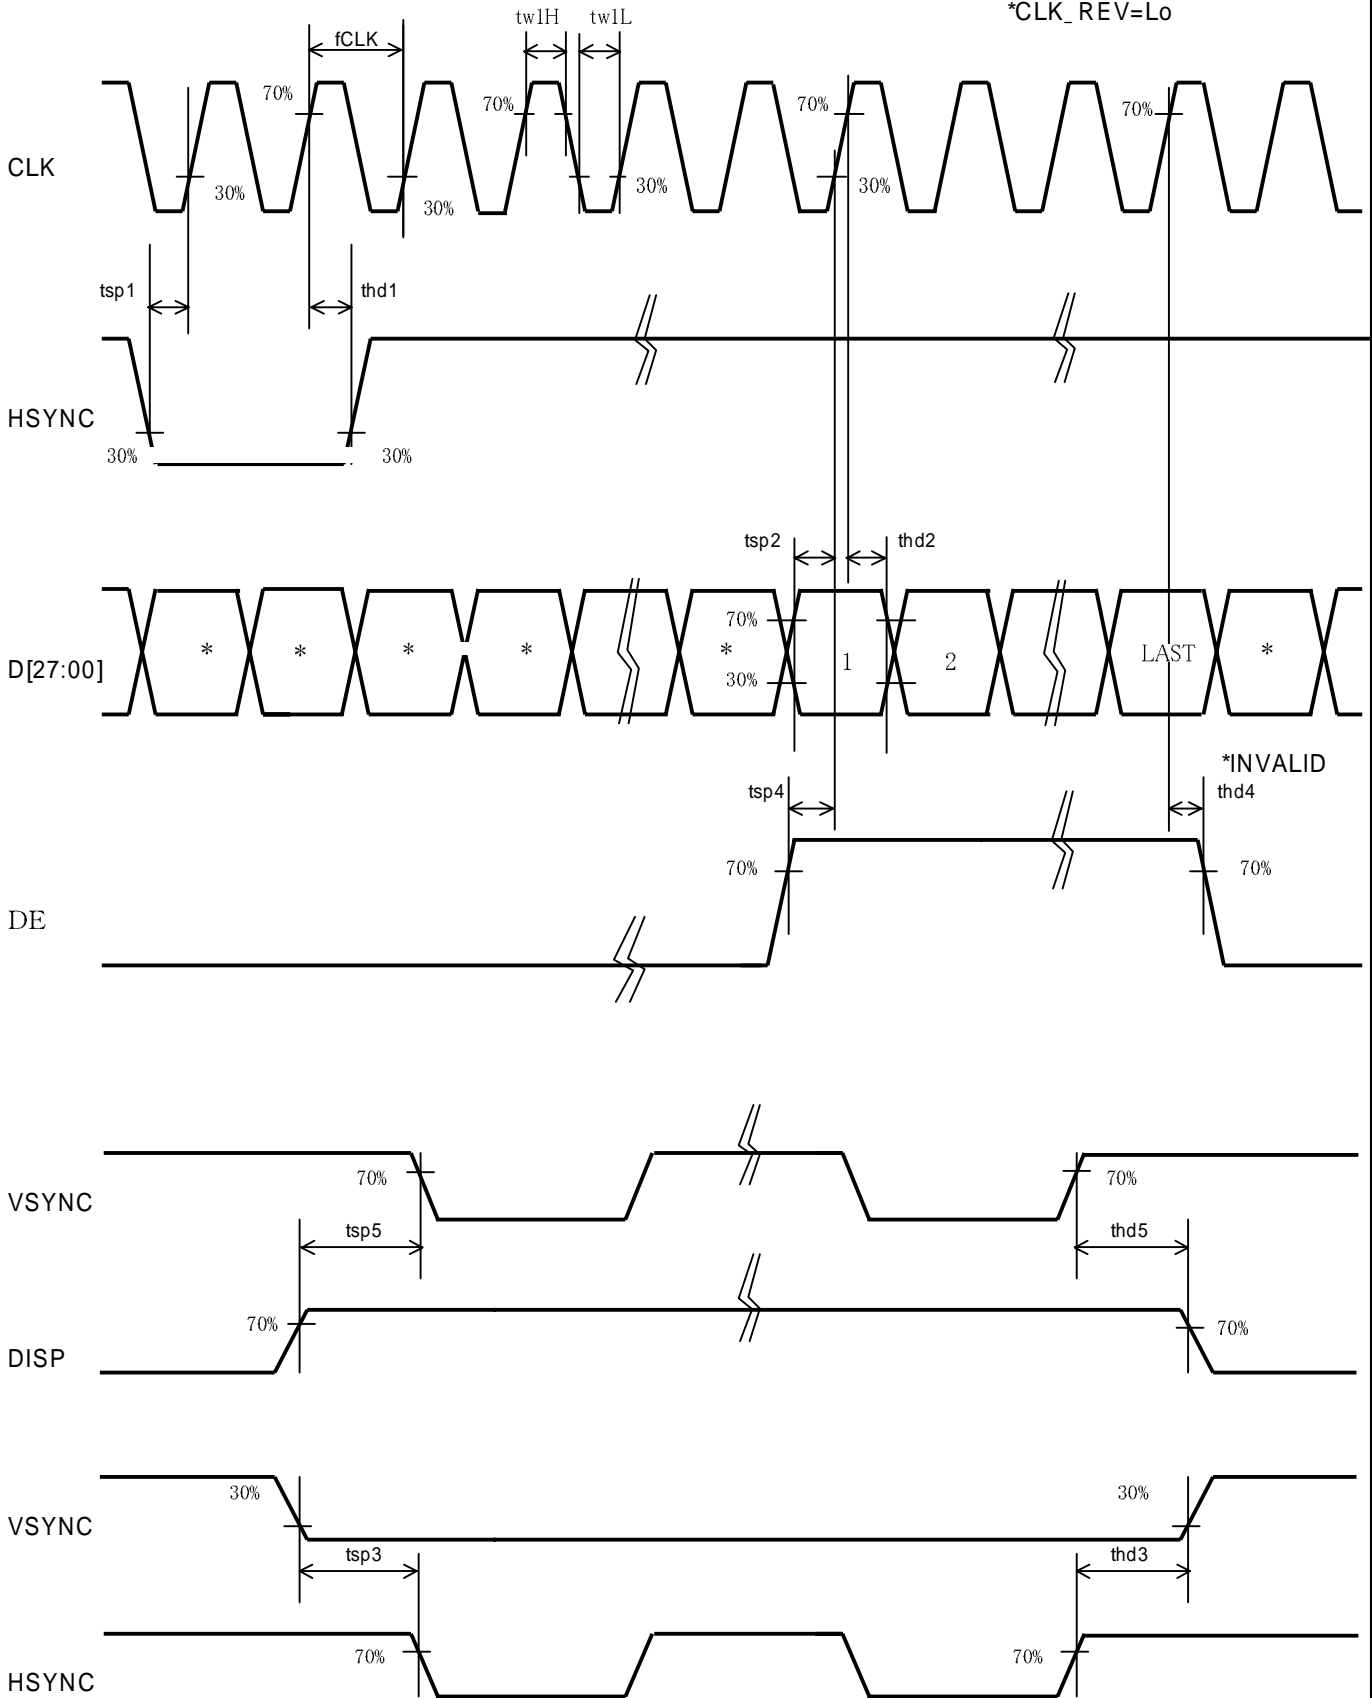 *CLK_REV=Lo
tw1H tw1L
fCLK
70% 70% 70% 70%
CLK
30% 30% 30% 30%
tsp1 thd1
HSYNC
30% 30%
tsp2 thd2
70%
* * * * * 1 2 LAST *
D[27:00]
30%
*INVALID
tsp4 thd4
70% 70%
DE
70% 70%
VSYNC
tsp5 thd5
70% 70%
DISP
30% 30%
VSYNC
tsp3 thd3
70% 70%
HSYNC